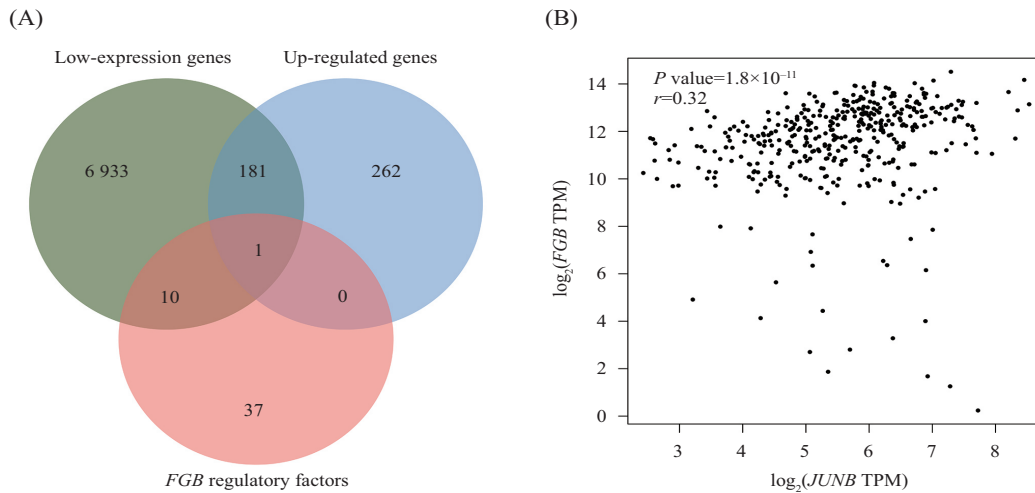 (A)
Low-expression genes
Up-regulated genes
6 933
181
262
1
10
0
37
FGB regulatory factors
(B)
P value=1.8×10⁻¹¹
r=0.32
14
12
10
8
6
4
2
0
log₂(FGB TPM)
3 4 5 6 7 8
log₂(JUNB TPM)